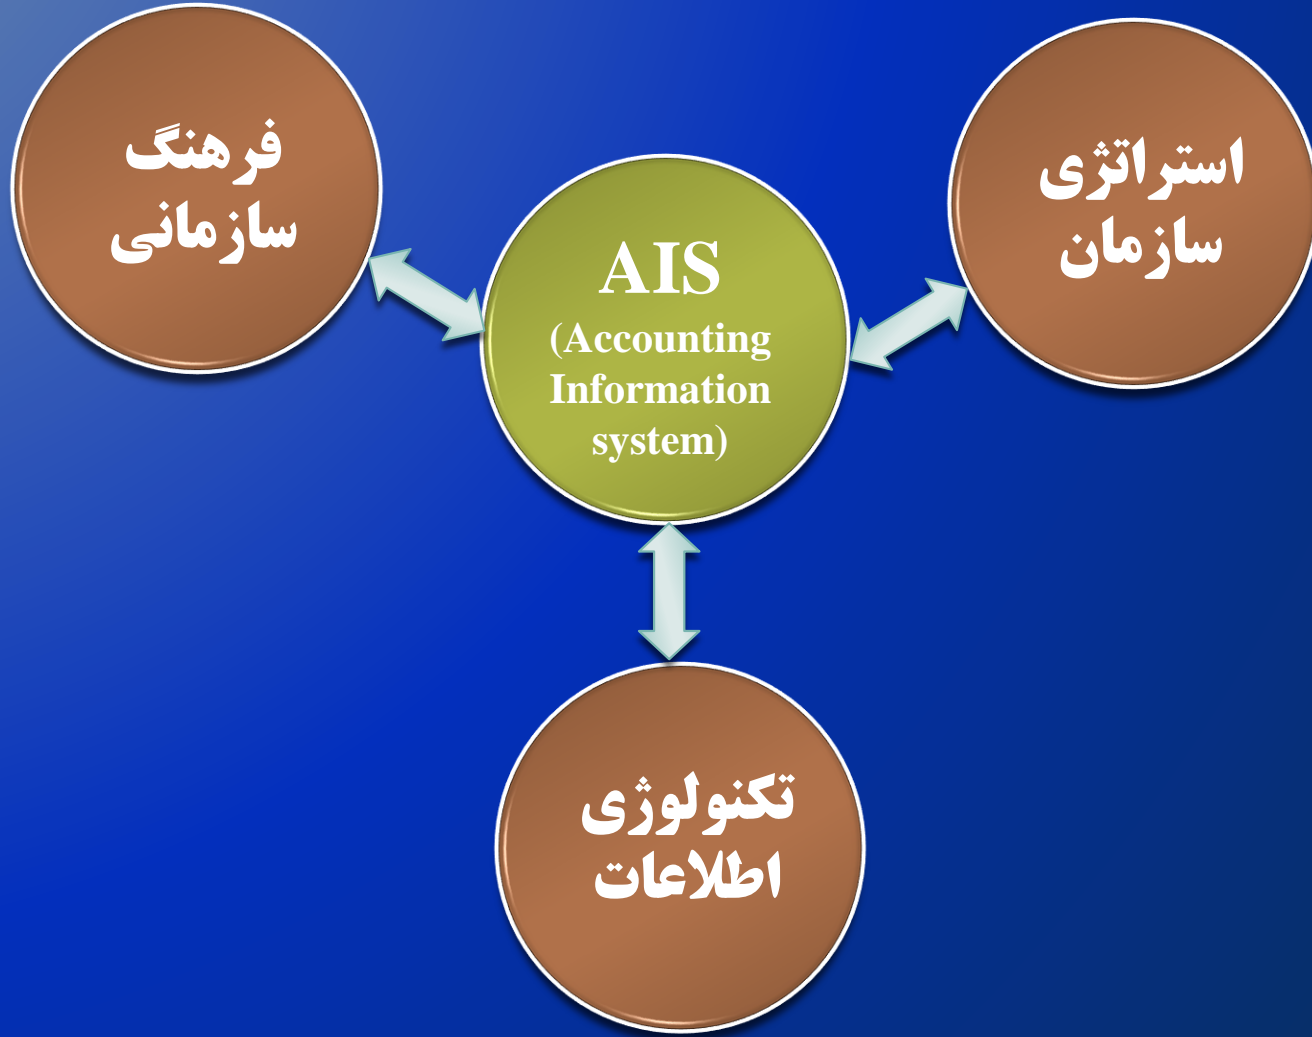 فرهنگ
سازمانی
استراتژی
سازمان
AIS
(Accounting
Information
system)
تکنولوژی
اطلاعات